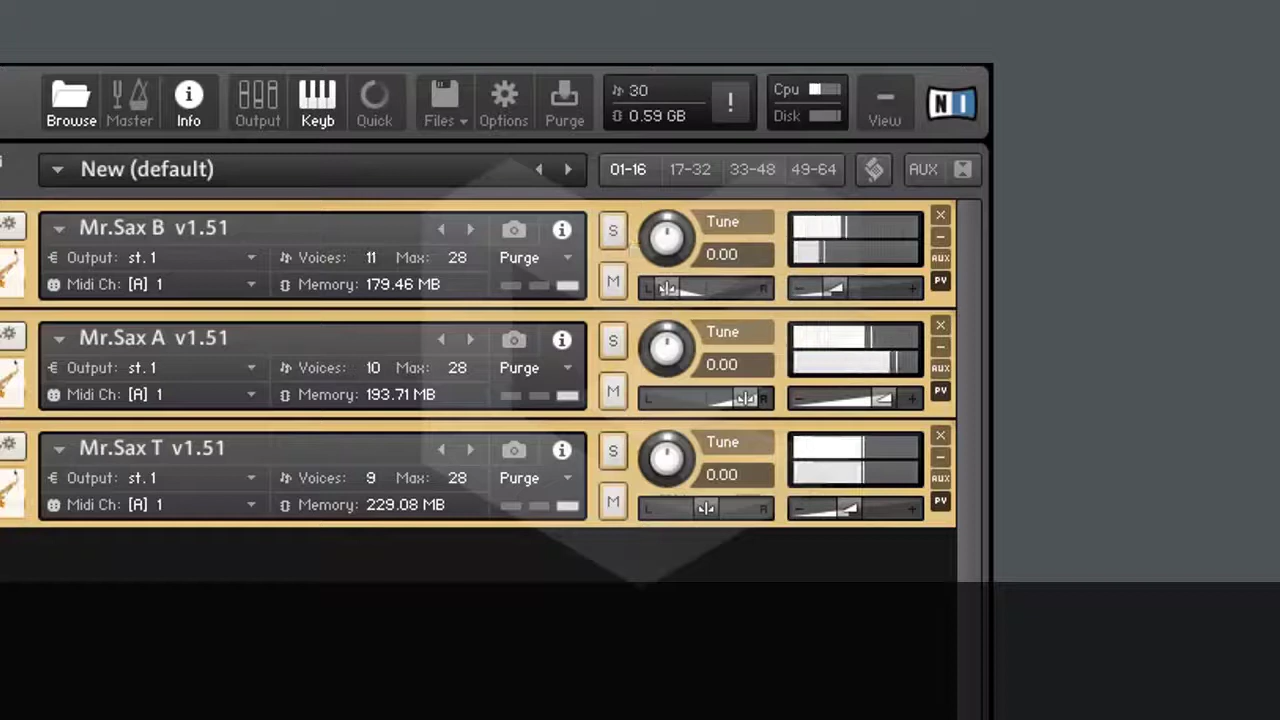 Browse Master Info Output Keyb Quick Files Options Purge 30 ! Cpu View NI
0.59 GB Disk
New (default) 01-16 17-32 33-48 49-64 AUX
Mr.Sax B v1.51 S Tune
Output: st. 1 Voices: 11 Max: 28 Purge 0.00 AUX
Midi Ch: [A] 1 Memory: 179.46 MB M L R - + PV
Mr.Sax A v1.51 S Tune
Output: st. 1 Voices: 10 Max: 28 Purge 0.00 AUX
Midi Ch: [A] 1 Memory: 193.71 MB M L R - + PV
Mr.Sax T v1.51 S Tune
Output: st. 1 Voices: 9 Max: 28 Purge 0.00 AUX
Midi Ch: [A] 1 Memory: 229.08 MB M L R - + PV